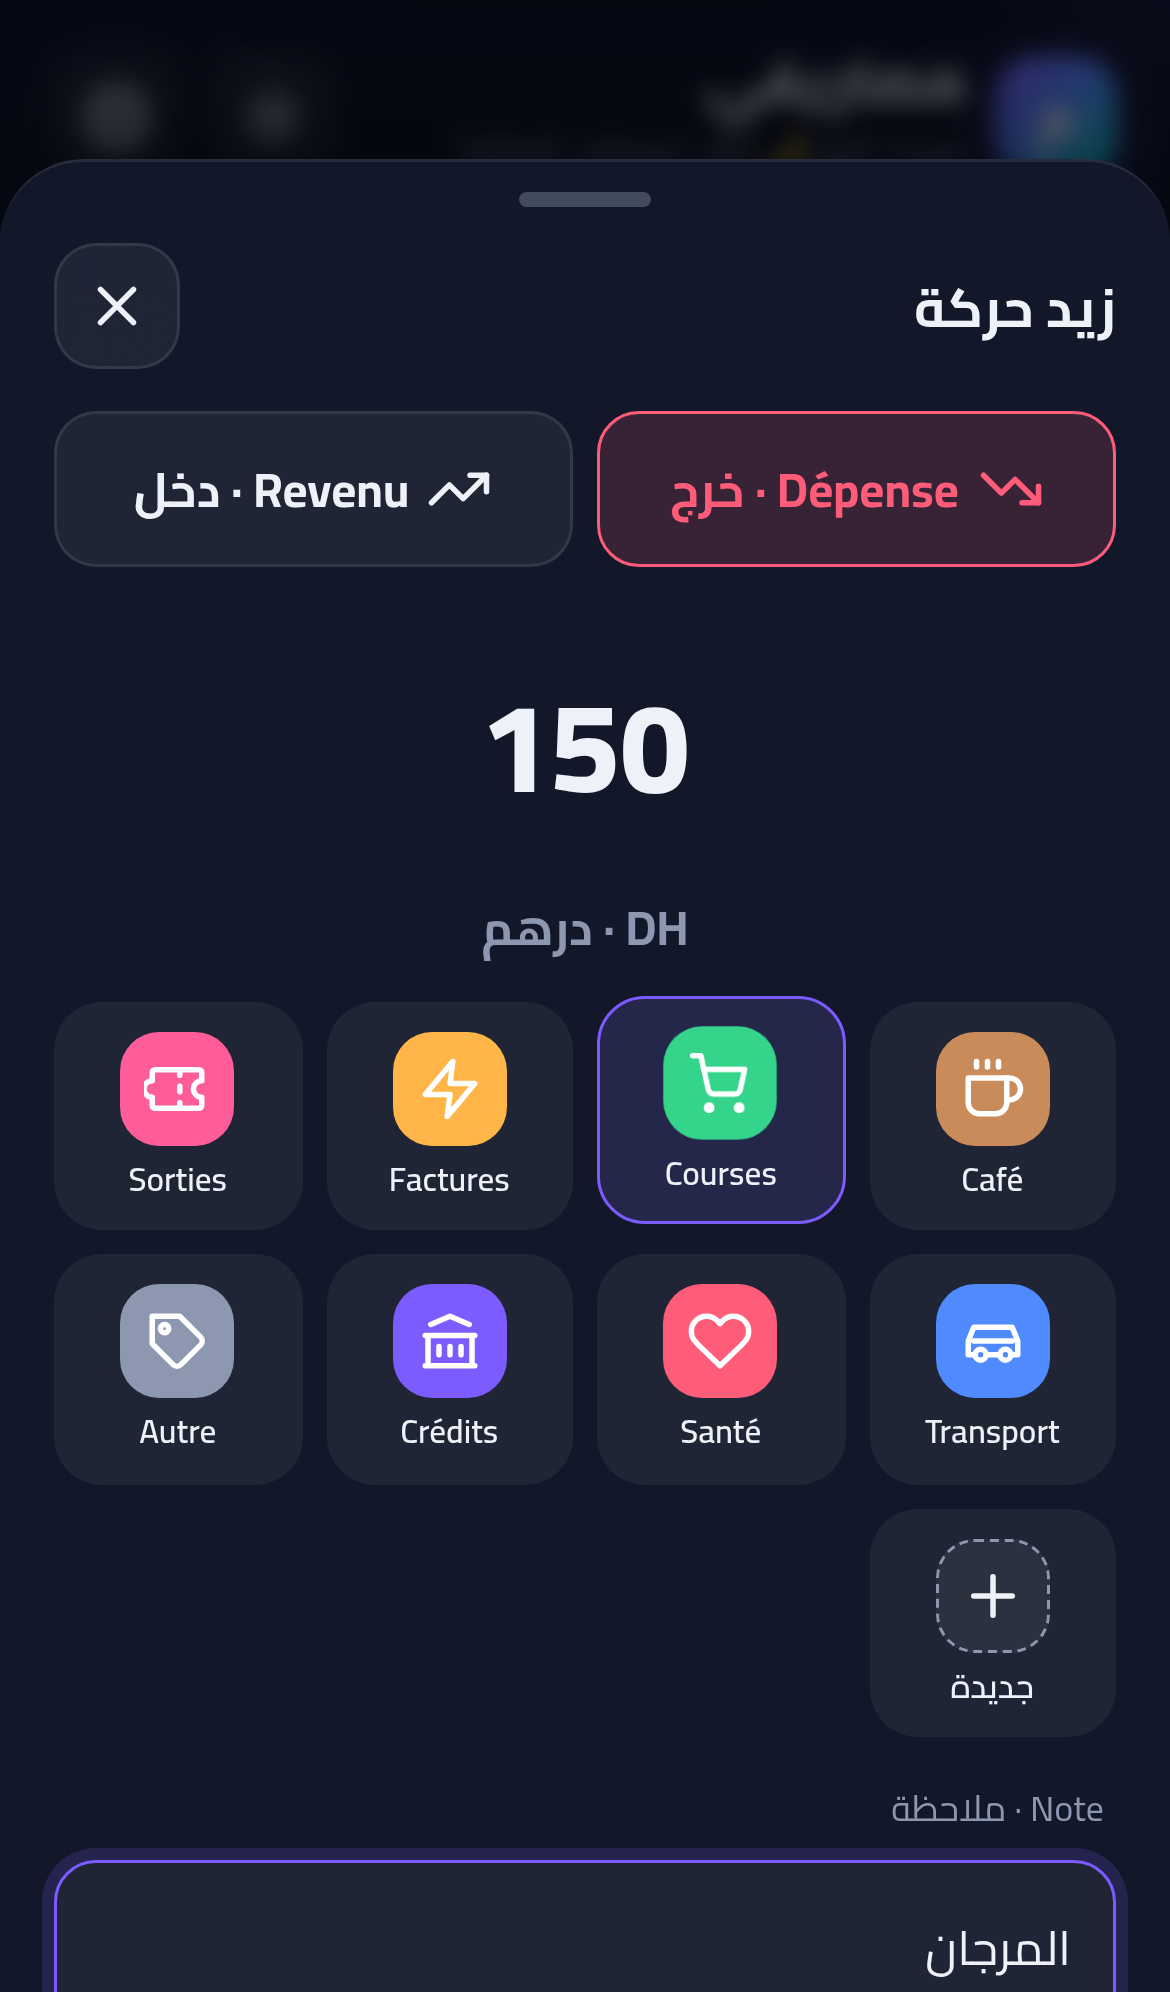 زيد حركة
Dépense · خرج
Revenu · دخل
150
DH · درهم
Café
Courses
Factures
Sorties
Transport
Santé
Crédits
Autre
جديدة
Note · ملاحظة
المرجان